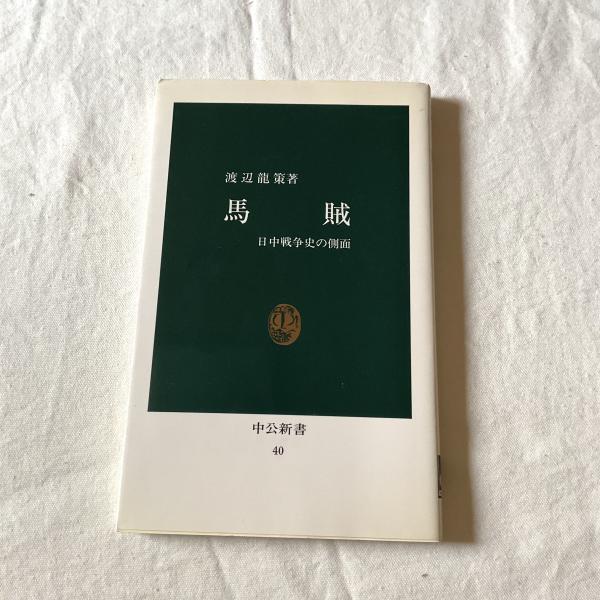 渡辺龍策著
馬賊
日中戦争史の側面
中公新書
40